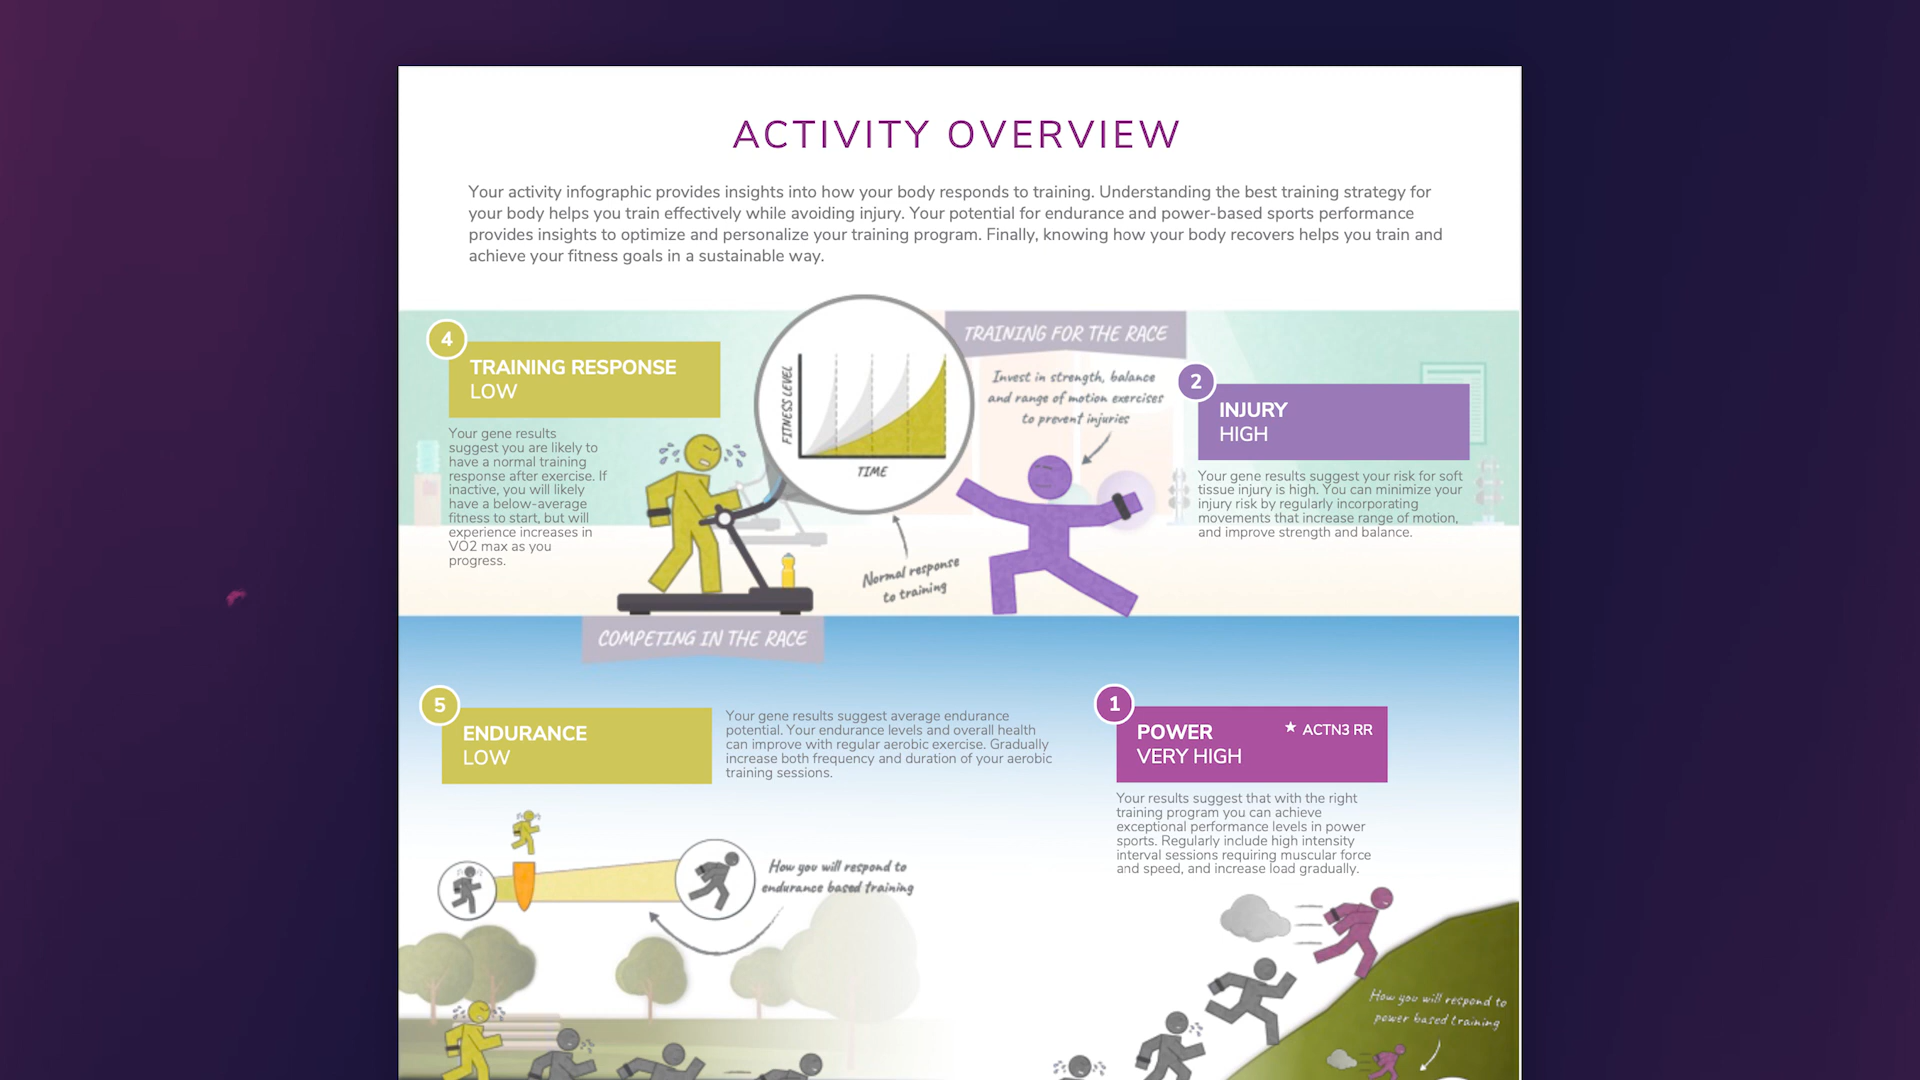 ACTIVITY OVERVIEW
Your activity infographic provides insights into how your body responds to training. Understanding the best training strategy for
your body helps you train effectively while avoiding injury. Your potential for endurance and power-based sports performance
provides insights to optimize and personalize your training program. Finally, knowing how your body recovers helps you train and
achieve your fitness goals in a sustainable way.
4
TRAINING RESPONSE
LOW
Your gene results
suggest you are likely to
have a normal training
response after exercise. If
inactive, you will likely
have a below-average
fitness to start, but will
experience increases in
VO2 max as you
progress.
FITNESS LEVEL
TIME
Normal response
to training
TRAINING FOR THE RACE
Invest in strength, balance
and range of motion exercises
to prevent injuries
2
INJURY
HIGH
Your gene results suggest your risk for soft
tissue injury is high. You can minimize your
injury risk by regularly incorporating
movements that increase range of motion,
and improve strength and balance.
COMPETING IN THE RACE
5
ENDURANCE
LOW
Your gene results suggest average endurance
potential. Your endurance levels and overall health
can improve with regular aerobic exercise. Gradually
increase both frequency and duration of your aerobic
training sessions.
How you will respond to
endurance based training
1
POWER
★ ACTN3 RR
VERY HIGH
Your results suggest that with the right
training program you can achieve
exceptional performance levels in power
sports. Regularly include high intensity
interval sessions requiring muscular force
and speed, and increase load gradually.
How you will respond to
power based training